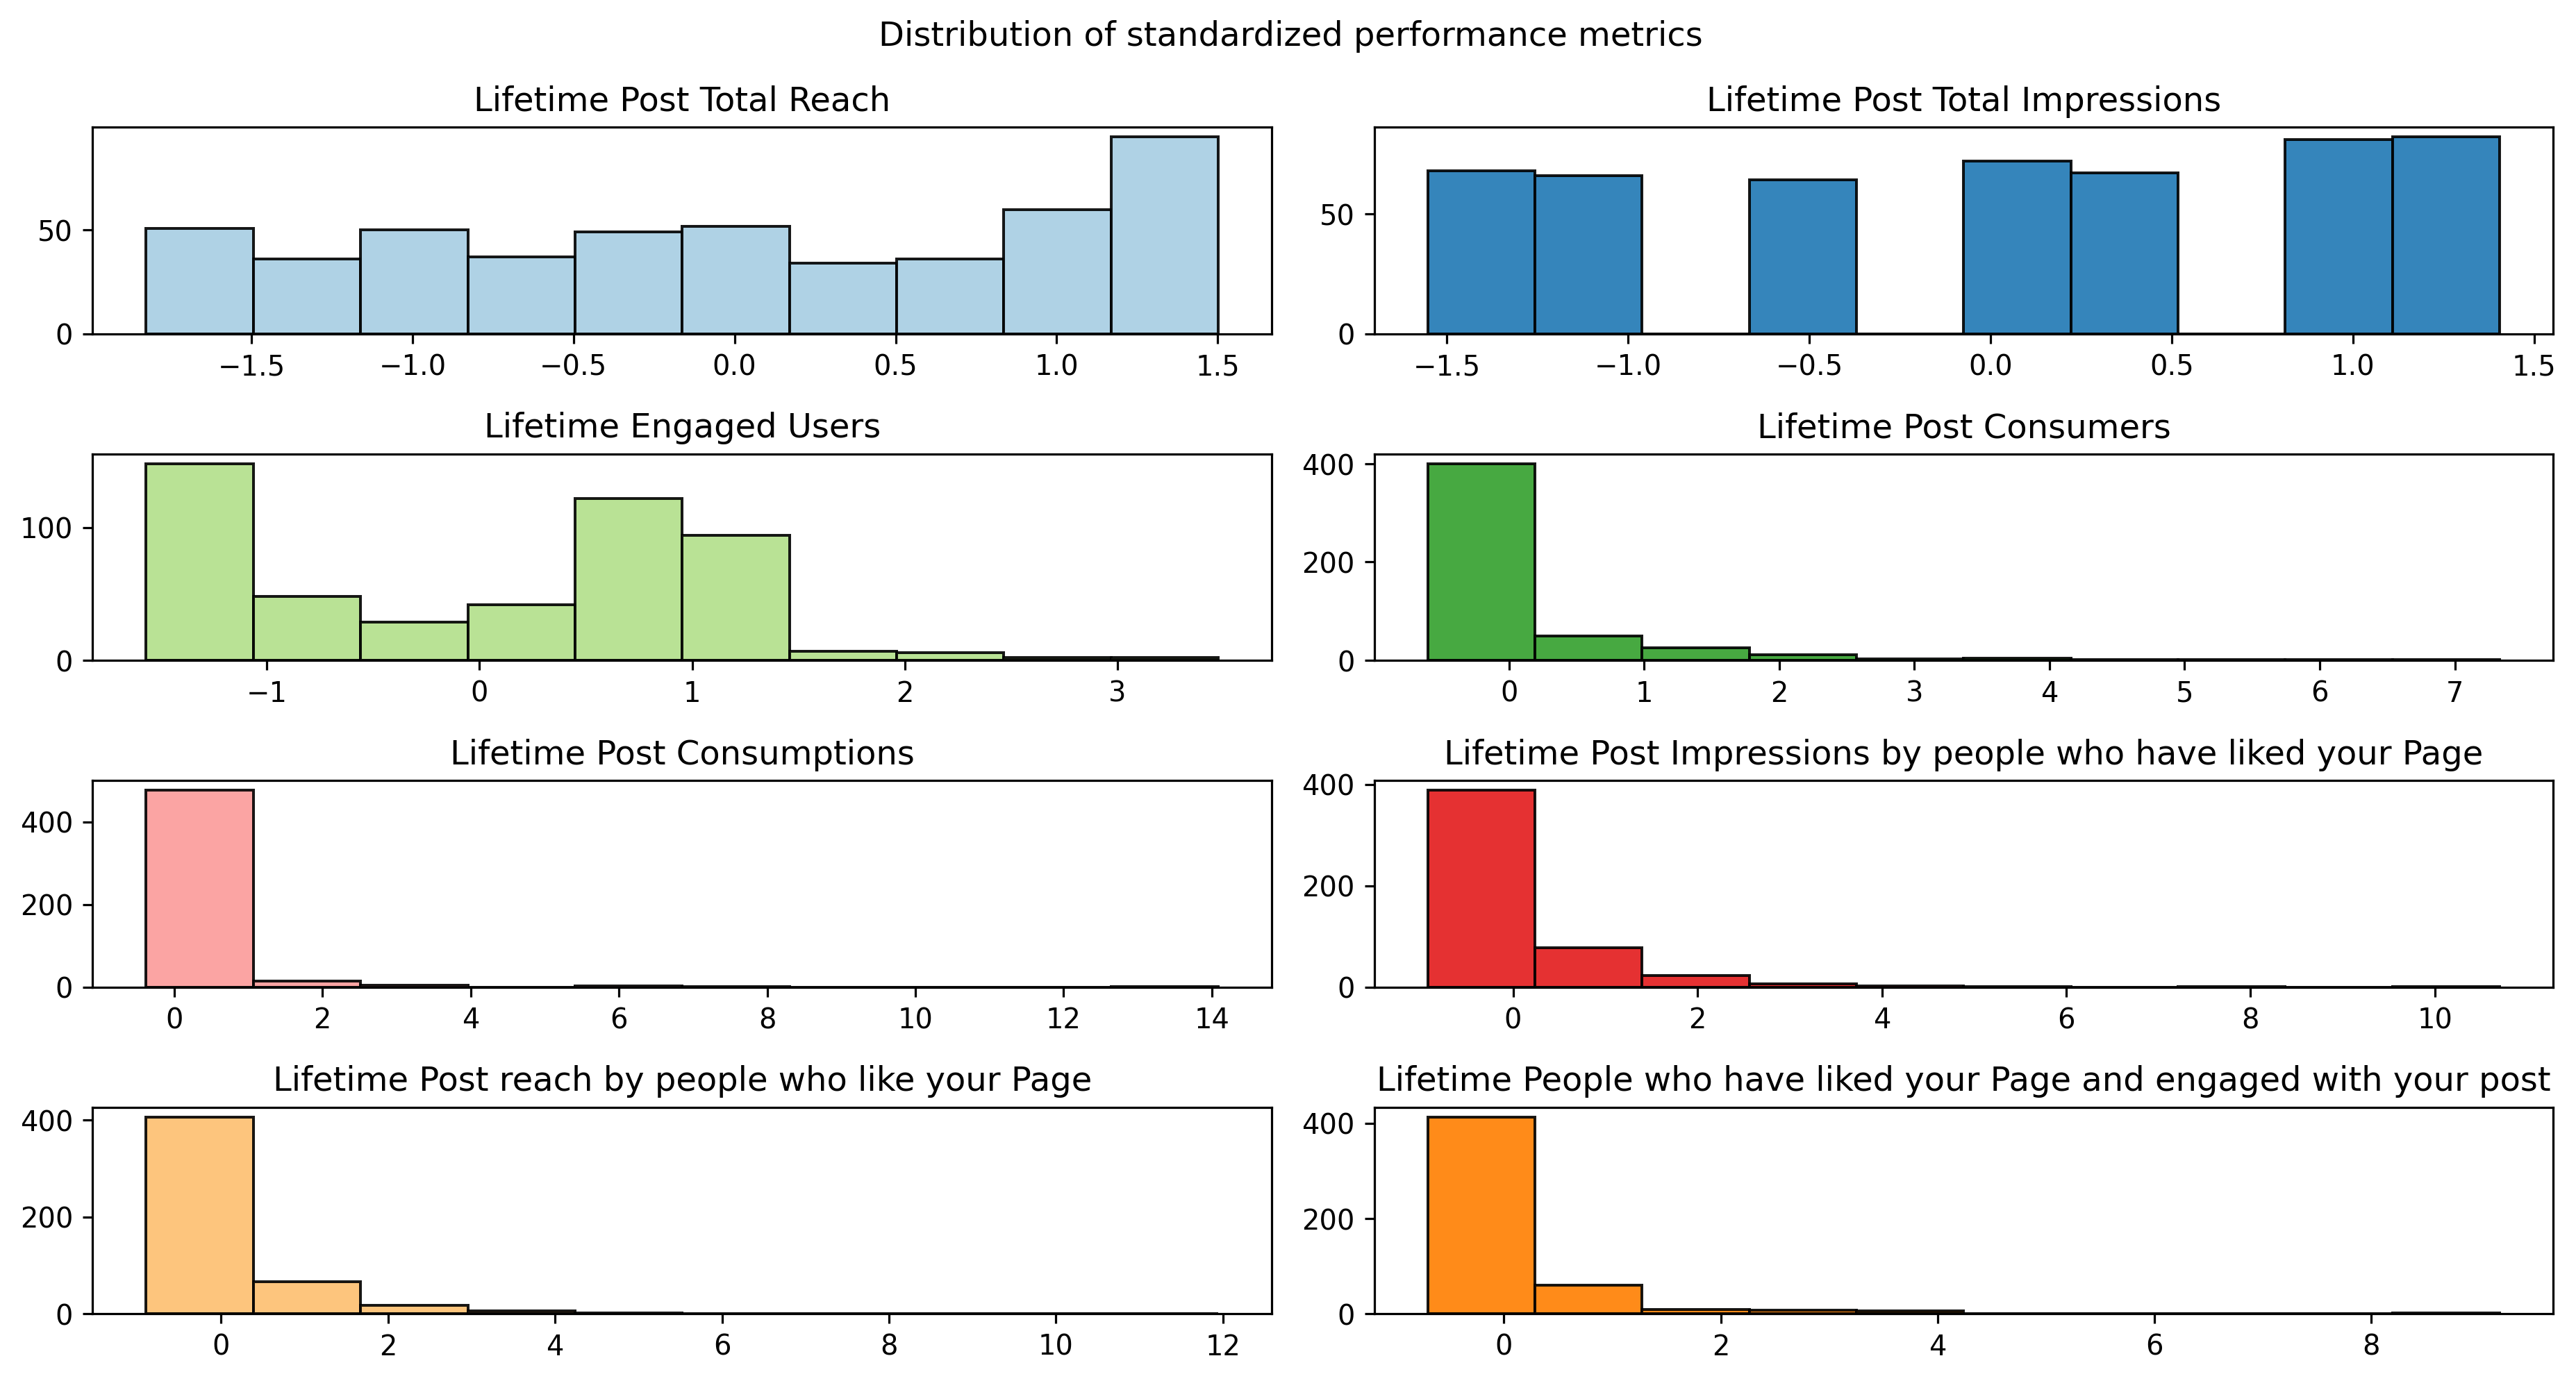 Distribution of standardized performance metrics
Lifetime Post Total Reach
50
0
−1.5 −1.0 −0.5 0.0 0.5 1.0 1.5
Lifetime Post Total Impressions
50
0
−1.5 −1.0 −0.5 0.0 0.5 1.0 1.5
Lifetime Engaged Users
100
0
−1 0 1 2 3
Lifetime Post Consumers
400
200
0
0 1 2 3 4 5 6 7
Lifetime Post Consumptions
400
200
0
0 2 4 6 8 10 12 14
Lifetime Post Impressions by people who have liked your Page
400
200
0
0 2 4 6 8 10
Lifetime Post reach by people who like your Page
400
200
0
0 2 4 6 8 10 12
Lifetime People who have liked your Page and engaged with your post
400
200
0
0 2 4 6 8